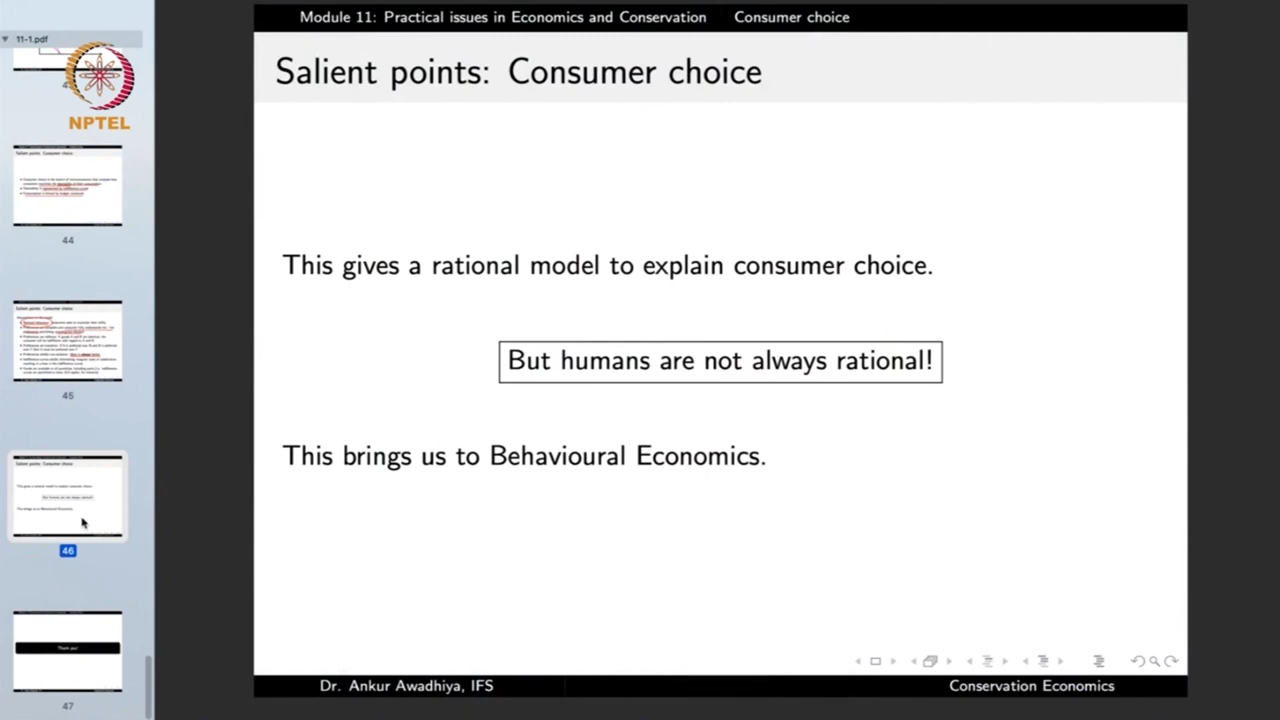 Module 11: Practical issues in Economics and Conservation Consumer choice
11-1.pdf
NPTEL
Salient points: Consumer choice
This gives a rational model to explain consumer choice.
But humans are not always rational!
This brings us to Behavioural Economics.
44
45
46
Thank you!
47
Dr. Ankur Awadhiya, IFS Conservation Economics